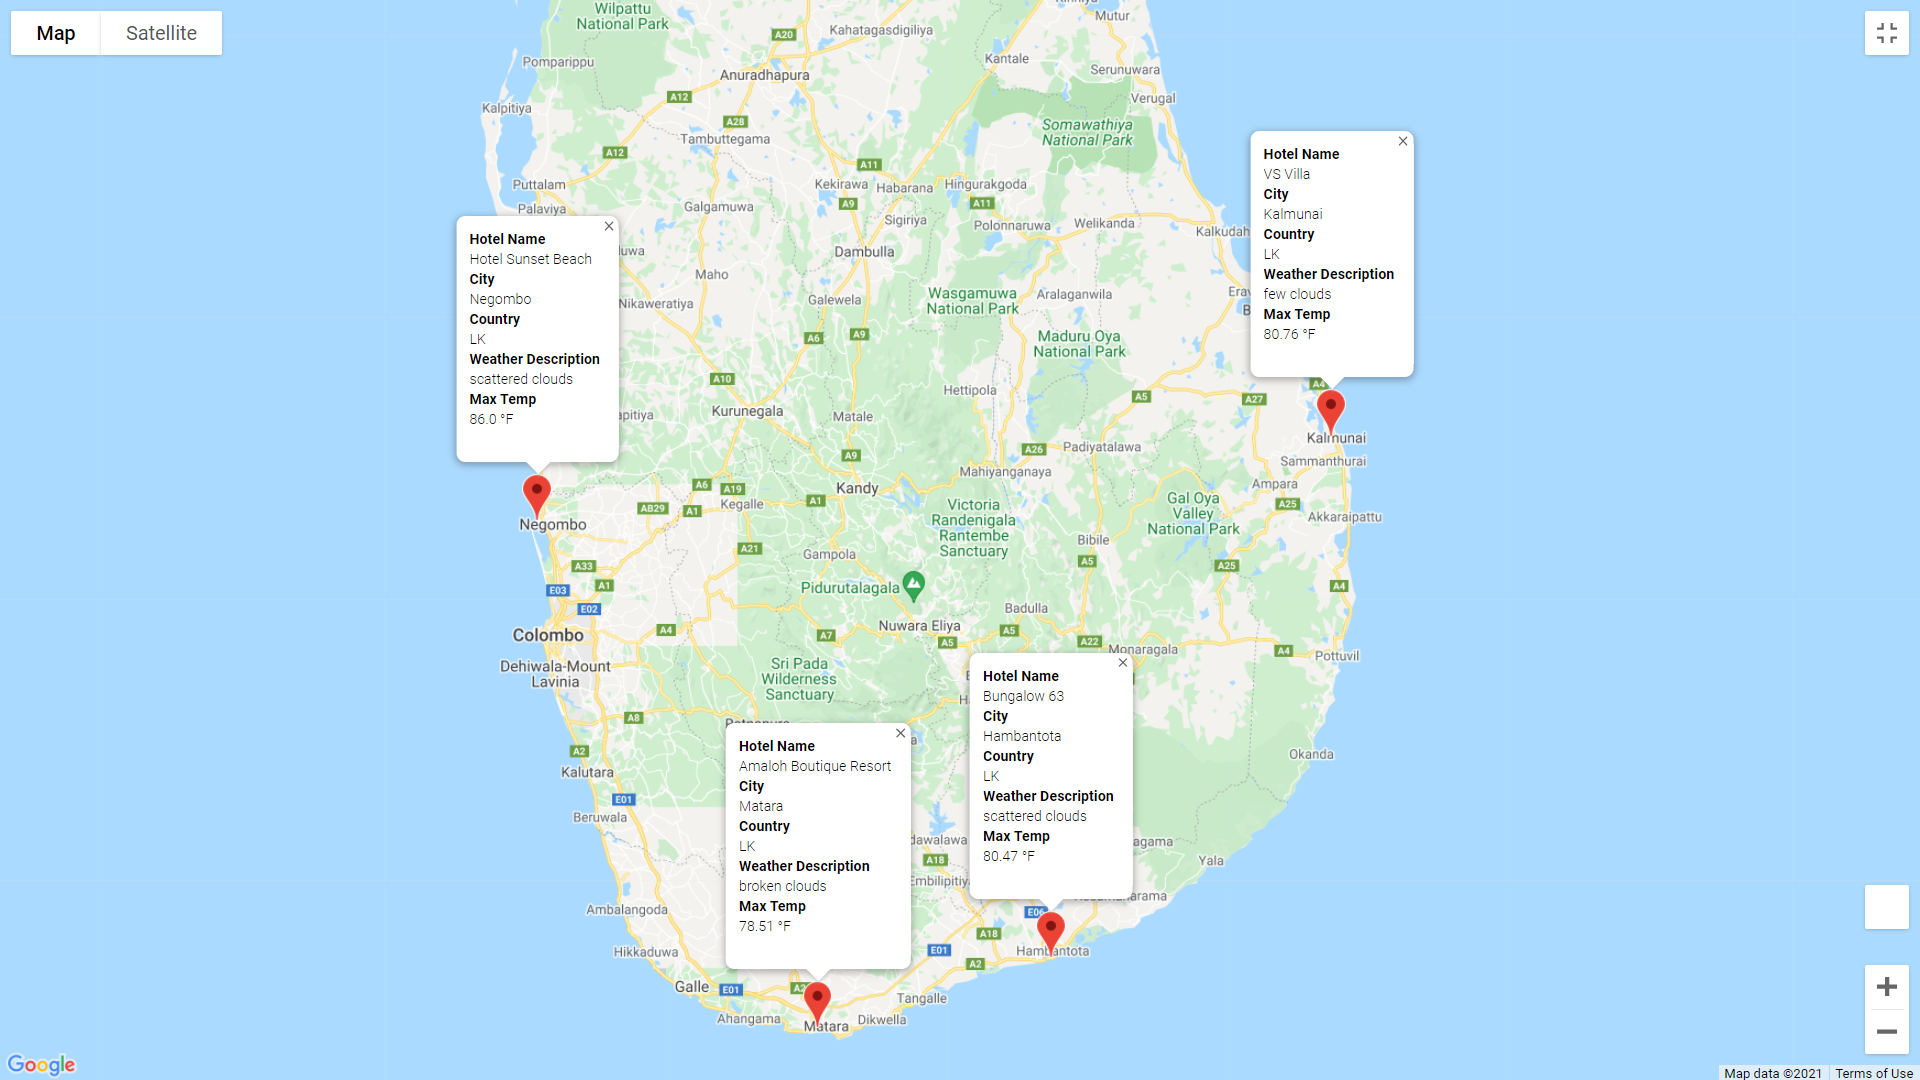 Map
Satellite
Wilpattu
National Park
Mutur
A20
Kahatagasdigiliya
Kantale
Pomparippu
Anuradhapura
Serunuwara
A12
Verugal
Kalpitiya
A28
Tambuttegama
Somawathiya
National Park
A12
A11
Puttalam
Kekirawa
Habarana
Hingurakgoda
Palaviya
Galgamuwa
A9
A11
Sigiriya
Polonnaruwa
Welikanda
Kalkudah
Dambulla
Maho
Nikaweratiya
Galewela
Wasgamuwa
National Park
Aralaganwila
A6
A9
Maduru Oya
National Park
Hotel Name
VS Villa
City
Kalmunai
Country
LK
Weather Description
few clouds
Max Temp
80.76 °F
Hotel Name
Hotel Sunset Beach
City
Negombo
Country
LK
Weather Description
scattered clouds
Max Temp
86.0 °F
A10
Hettipola
A4
A5
A27
Kurunegala
Matale
Kalmunai
A26
Padiyatalawa
A9
Sammanthurai
Mahiyanganaya
A6
A19
Kandy
Ampara
Kegalle
A1
AB29
A1
Victoria
Randenigala
Rantembe
Sanctuary
Gal Oya
Valley
National Park
A25
Akkaraipattu
Negombo
A21
Gampola
Bibile
A33
A5
A25
E03
A1
Pidurutalagala
A4
E02
Badulla
Colombo
A4
A7
Nuwara Eliya
A5
A5
A22
Monaragala
A4
Pottuvil
Dehiwala-Mount
Lavinia
Sri Pada
Wilderness
Sanctuary
A8
A2
Okanda
Kalutara
E01
Beruwala
Hotel Name
Bungalow 63
City
Hambantota
Country
LK
Weather Description
scattered clouds
Max Temp
80.47 °F
Hotel Name
Amaloh Boutique Resort
City
Matara
Country
LK
Weather Description
broken clouds
Max Temp
78.51 °F
A18
Yala
Ambalangoda
E06
A18
Hikkaduwa
E01
Hambantota
A2
Galle
E01
Tangalle
Ahangama
Matara
Dikwella
Google
Map data ©2021
Terms of Use